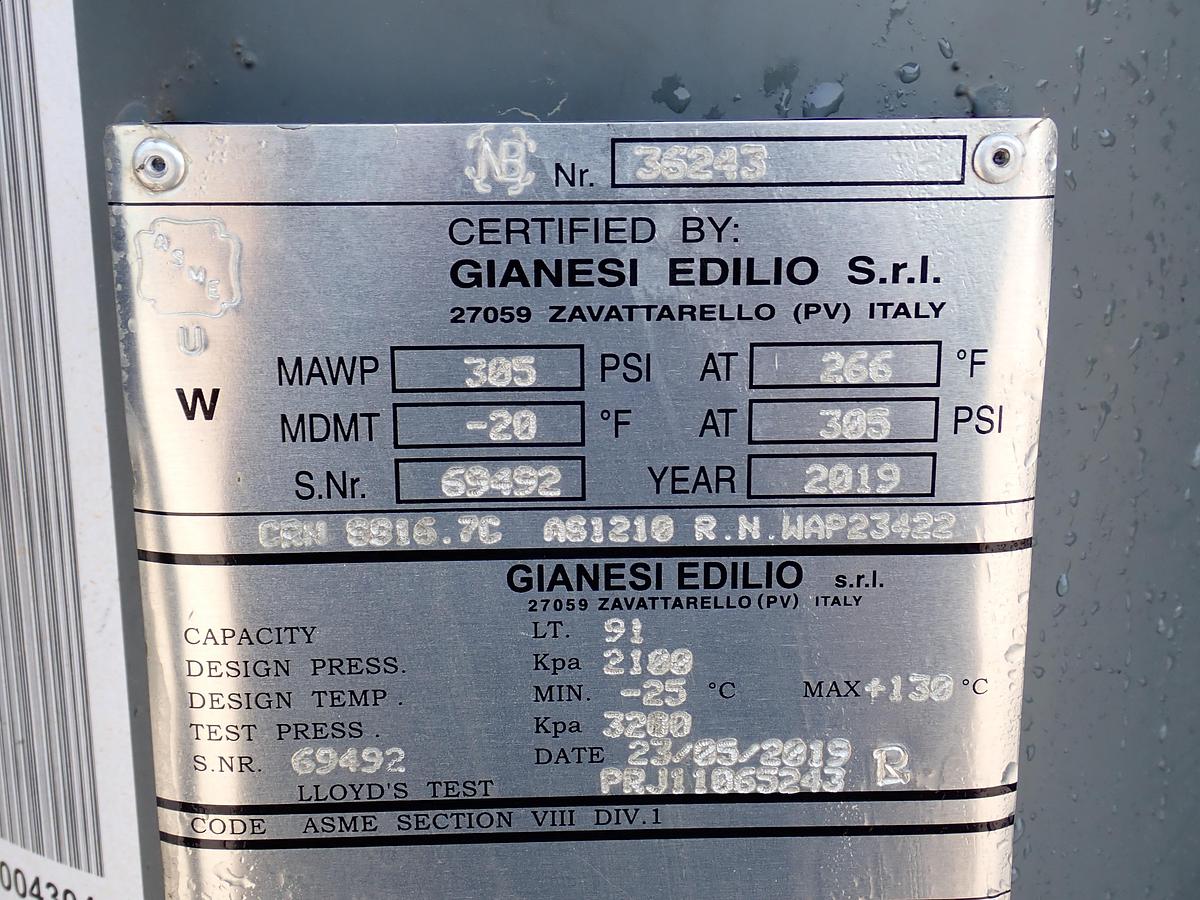 NB Nr. 36243
ASME
U
W
CERTIFIED BY:
GIANESI EDILIO S.r.l.
27059 ZAVATTARELLO (PV) ITALY
MAWP 305 PSI AT 266 °F
MDMT -20 °F AT 305 PSI
S.Nr. 69492 YEAR 2019
CRN S916.7C AS1210 R.N.WAP23422
GIANESI EDILIO s.r.l.
27059 ZAVATTARELLO (PV) ITALY
CAPACITY LT. 91
DESIGN PRESS. Kpa 2100
DESIGN TEMP. MIN. -25 °C MAX +130 °C
TEST PRESS. Kpa 3200
S.NR. 69492 DATE 23/05/2019
LLOYD'S TEST PRJ11065243
CODE ASME SECTION VIII DIV.1